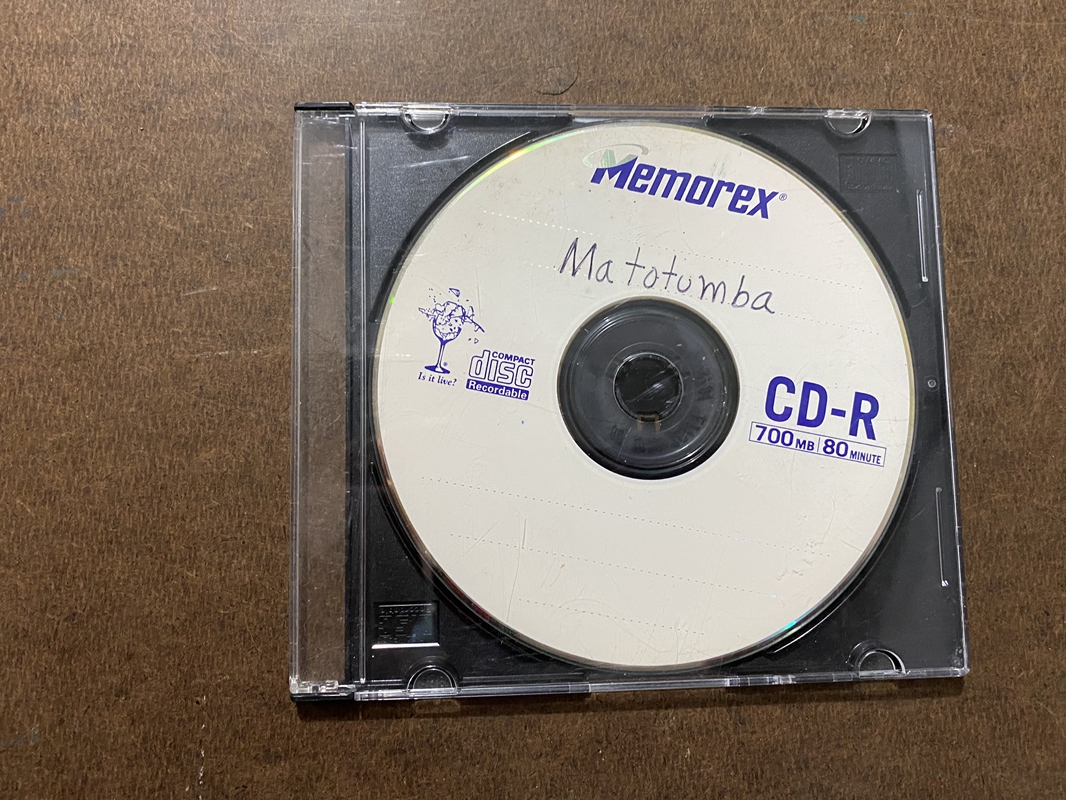 Memorex®
Matotumba
Is it live?®
COMPACT
disc
Recordable
CD-R
700 MB | 80 MINUTE